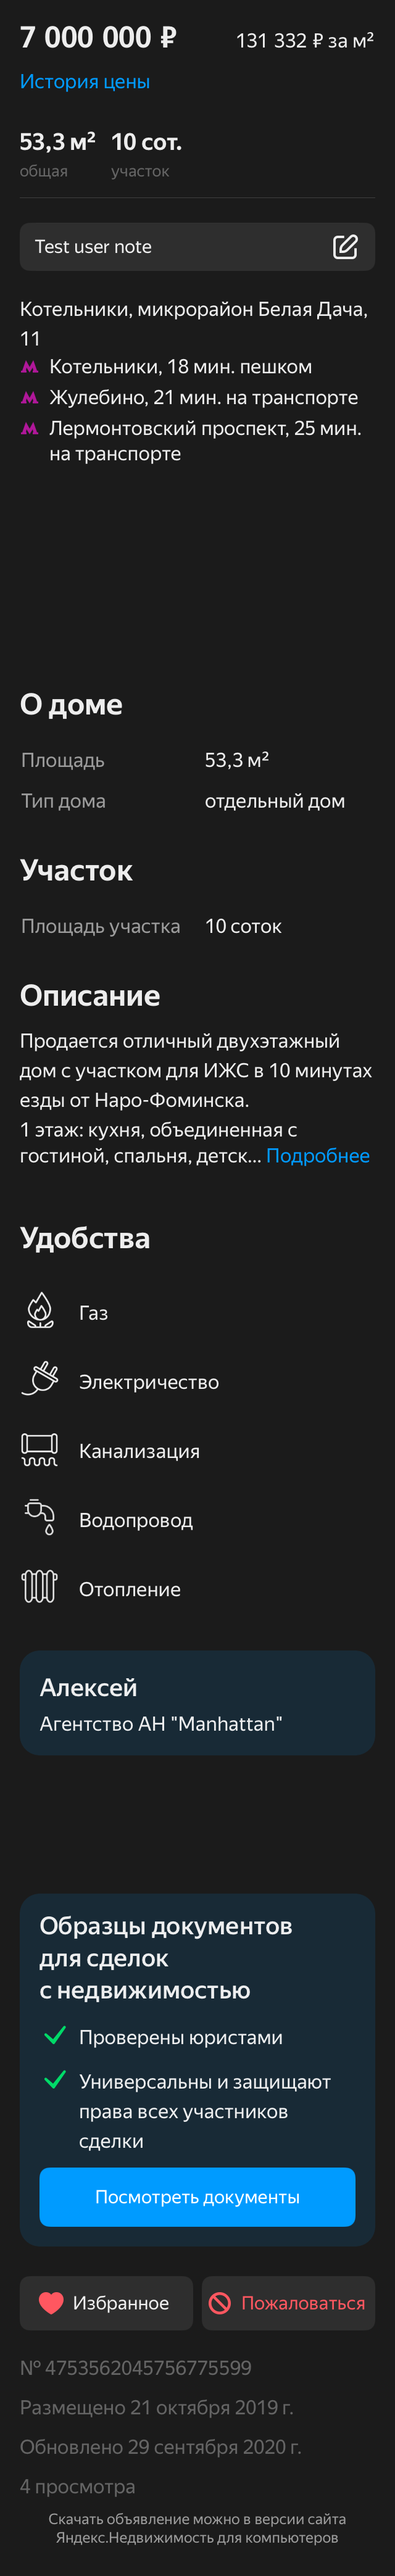 7 000 000 ₽
131 332 ₽ за м²
История цены
53,3 м² 10 сот.
общая участок
Test user note
Котельники, микрорайон Белая Дача,
11
Котельники, 18 мин. пешком
Жулебино, 21 мин. на транспорте
Лермонтовский проспект, 25 мин.
на транспорте
О доме
Площадь 53,3 м²
Тип дома отдельный дом
Участок
Площадь участка 10 соток
Описание
Продается отличный двухэтажный
дом с участком для ИЖС в 10 минутах
езды от Наро-Фоминска.
1 этаж: кухня, объединенная с
гостиной, спальня, детск... Подробнее
Удобства
Газ
Электричество
Канализация
Водопровод
Отопление
Алексей
Агентство АН "Manhattan"
Образцы документов
для сделок
с недвижимостью
Проверены юристами
Универсальны и защищают
права всех участников
сделки
Посмотреть документы
Избранное
Пожаловаться
№ 4753562045756775599
Размещено 21 октября 2019 г.
Обновлено 29 сентября 2020 г.
4 просмотра
Скачать объявление можно в версии сайта
Яндекс.Недвижимость для компьютеров